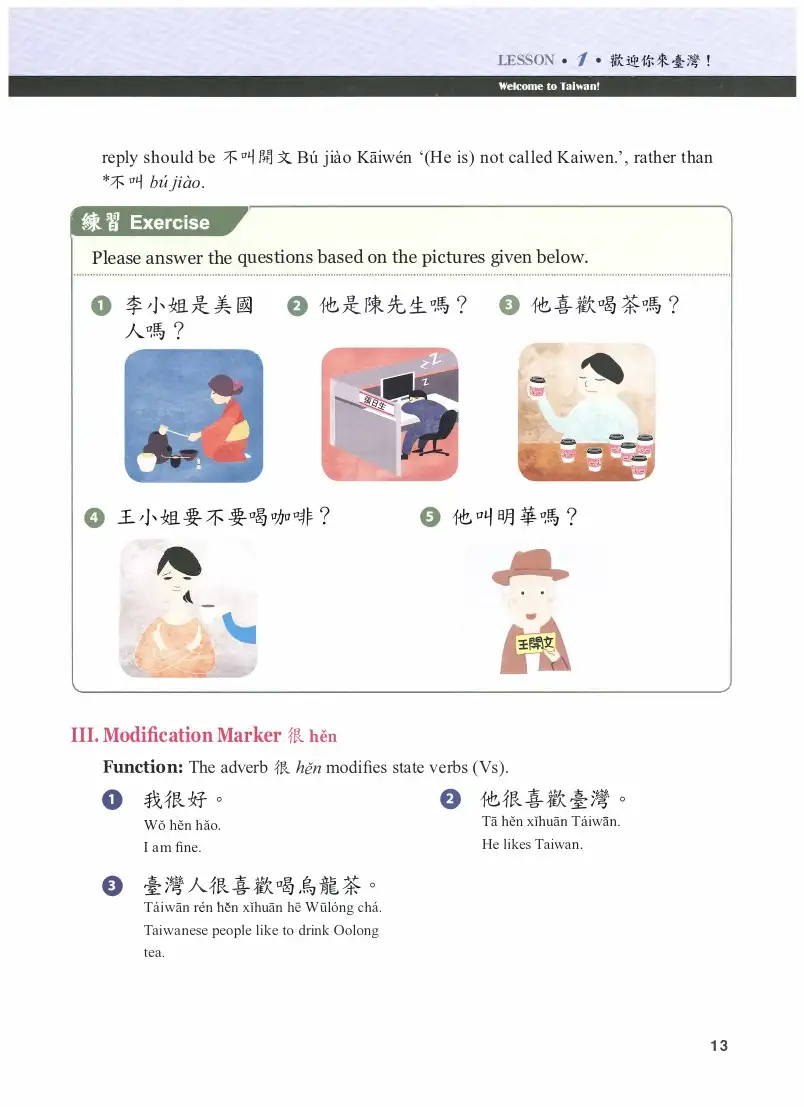 LESSON • 1 • 歡迎你來臺灣！
Welcome to Taiwan!
reply should be 不叫開文 Bú jiào Kāiwén ‘(He is) not called Kaiwen.’, rather than
*不叫 bú jiào.
練習 Exercise
Please answer the questions based on the pictures given below.
1 李小姐是美國
人嗎？
2 他是陳先生嗎？
張日生
Z
Z
Z
3 他喜歡喝茶嗎？
4 王小姐要不要喝咖啡？
5 他叫明華嗎？
王開文
III. Modification Marker 很 hěn
Function: The adverb 很 hěn modifies state verbs (Vs).
1 我很好。
Wǒ hěn hǎo.
I am fine.
2 他很喜歡臺灣。
Tā hěn xǐhuān Táiwān.
He likes Taiwan.
3 臺灣人很喜歡喝烏龍茶。
Táiwān rén hěn xǐhuān hē Wūlóng chá.
Taiwanese people like to drink Oolong
tea.
13